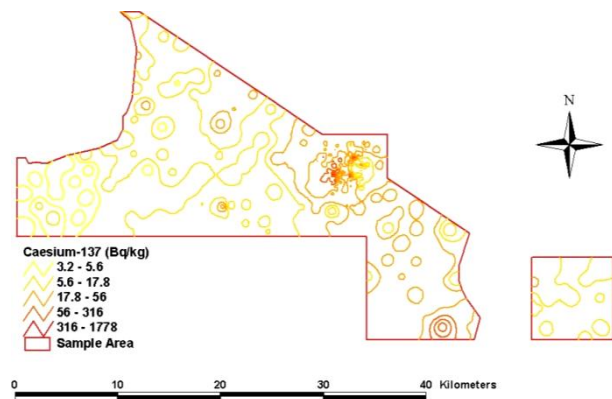 N
Caesium-137 (Bq/kg)
3.2 - 5.6
5.6 - 17.8
17.8 - 56
56 - 316
316 - 1778
Sample Area
0 10 20 30 40 Kilometers